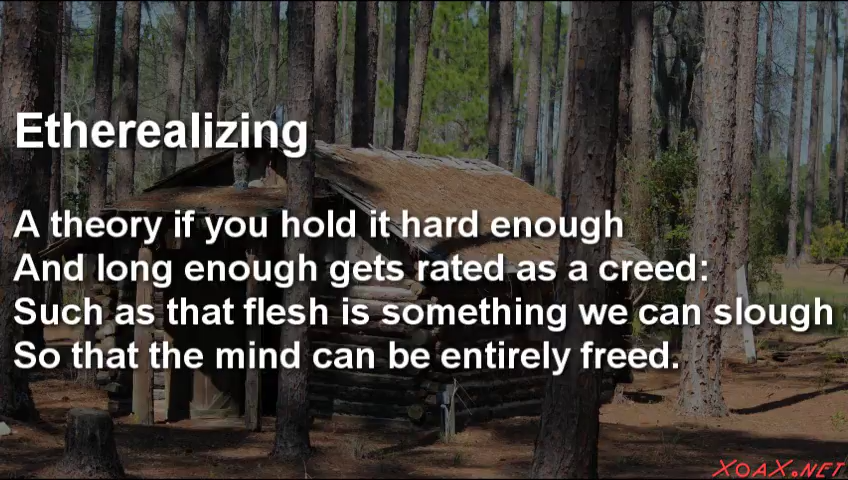 Etherealizing
A theory if you hold it hard enough
And long enough gets rated as a creed:
Such as that flesh is something we can slough
So that the mind can be entirely freed.
XOAX.NET